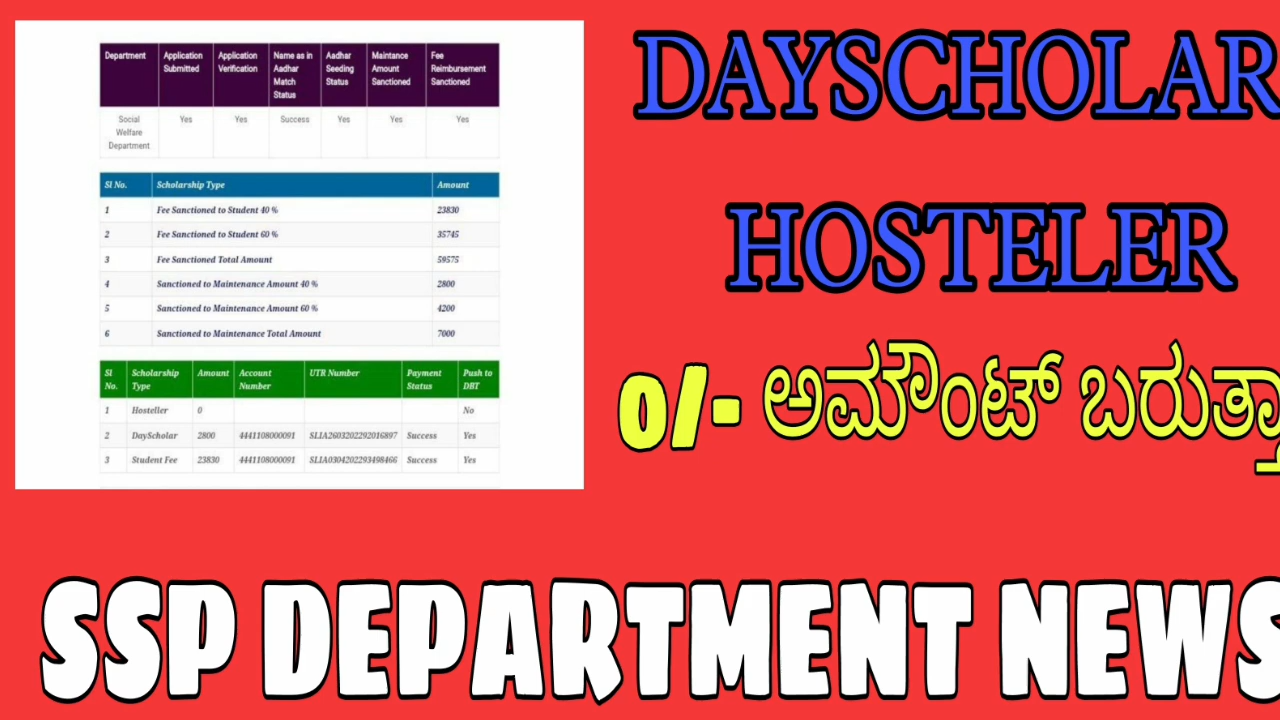 Department Application Submitted Application Verification Name as in Aadhar Match Status Aadhar Seeding Status Maintance Amount Sanctioned Fee Reimbursement Sanctioned
Social Welfare Department Yes Yes Success Yes Yes Yes
Sl No. Scholarship Type Amount
1 Fee Sanctioned to Student 40 % 23830
2 Fee Sanctioned to Student 60 % 35745
3 Fee Sanctioned Total Amount 59575
4 Sanctioned to Maintenance Amount 40 % 2800
5 Sanctioned to Maintenance Amount 60 % 4200
6 Sanctioned to Maintenance Total Amount 7000
Sl No. Scholarship Type Amount Account Number UTR Number Payment Status Push to DBT
1 Hosteller 0 No
2 DayScholar 2800 4441108000091 SLIA2603202292016897 Success Yes
3 Student Fee 23830 4441108000091 SLIA0304202293498466 Success Yes
DAYSCHOLAR
HOSTELER
0/- ಅಮೌಂಟ್ ಬರುತ್ತಾ
SSP DEPARTMENT NEWS